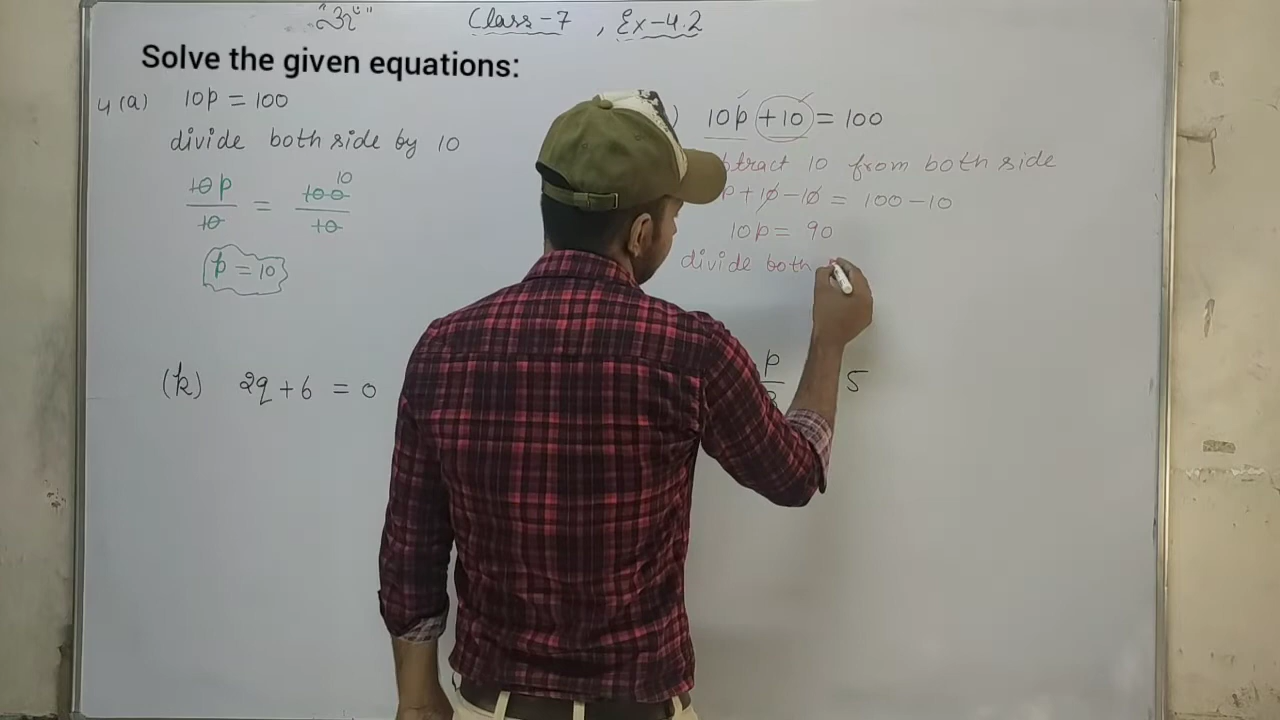 "ॐ"
Class-7, Ex-4.2
Solve the given equations:
4(a) 10p = 100
divide both side by 10
10p/10 = 100/10 10
p = 10
(k) 2q + 6 = 0
) 10p + 10 = 100
btract 10 from both side
p + 10 - 10 = 100 - 10
10p = 90
divide both
p 5